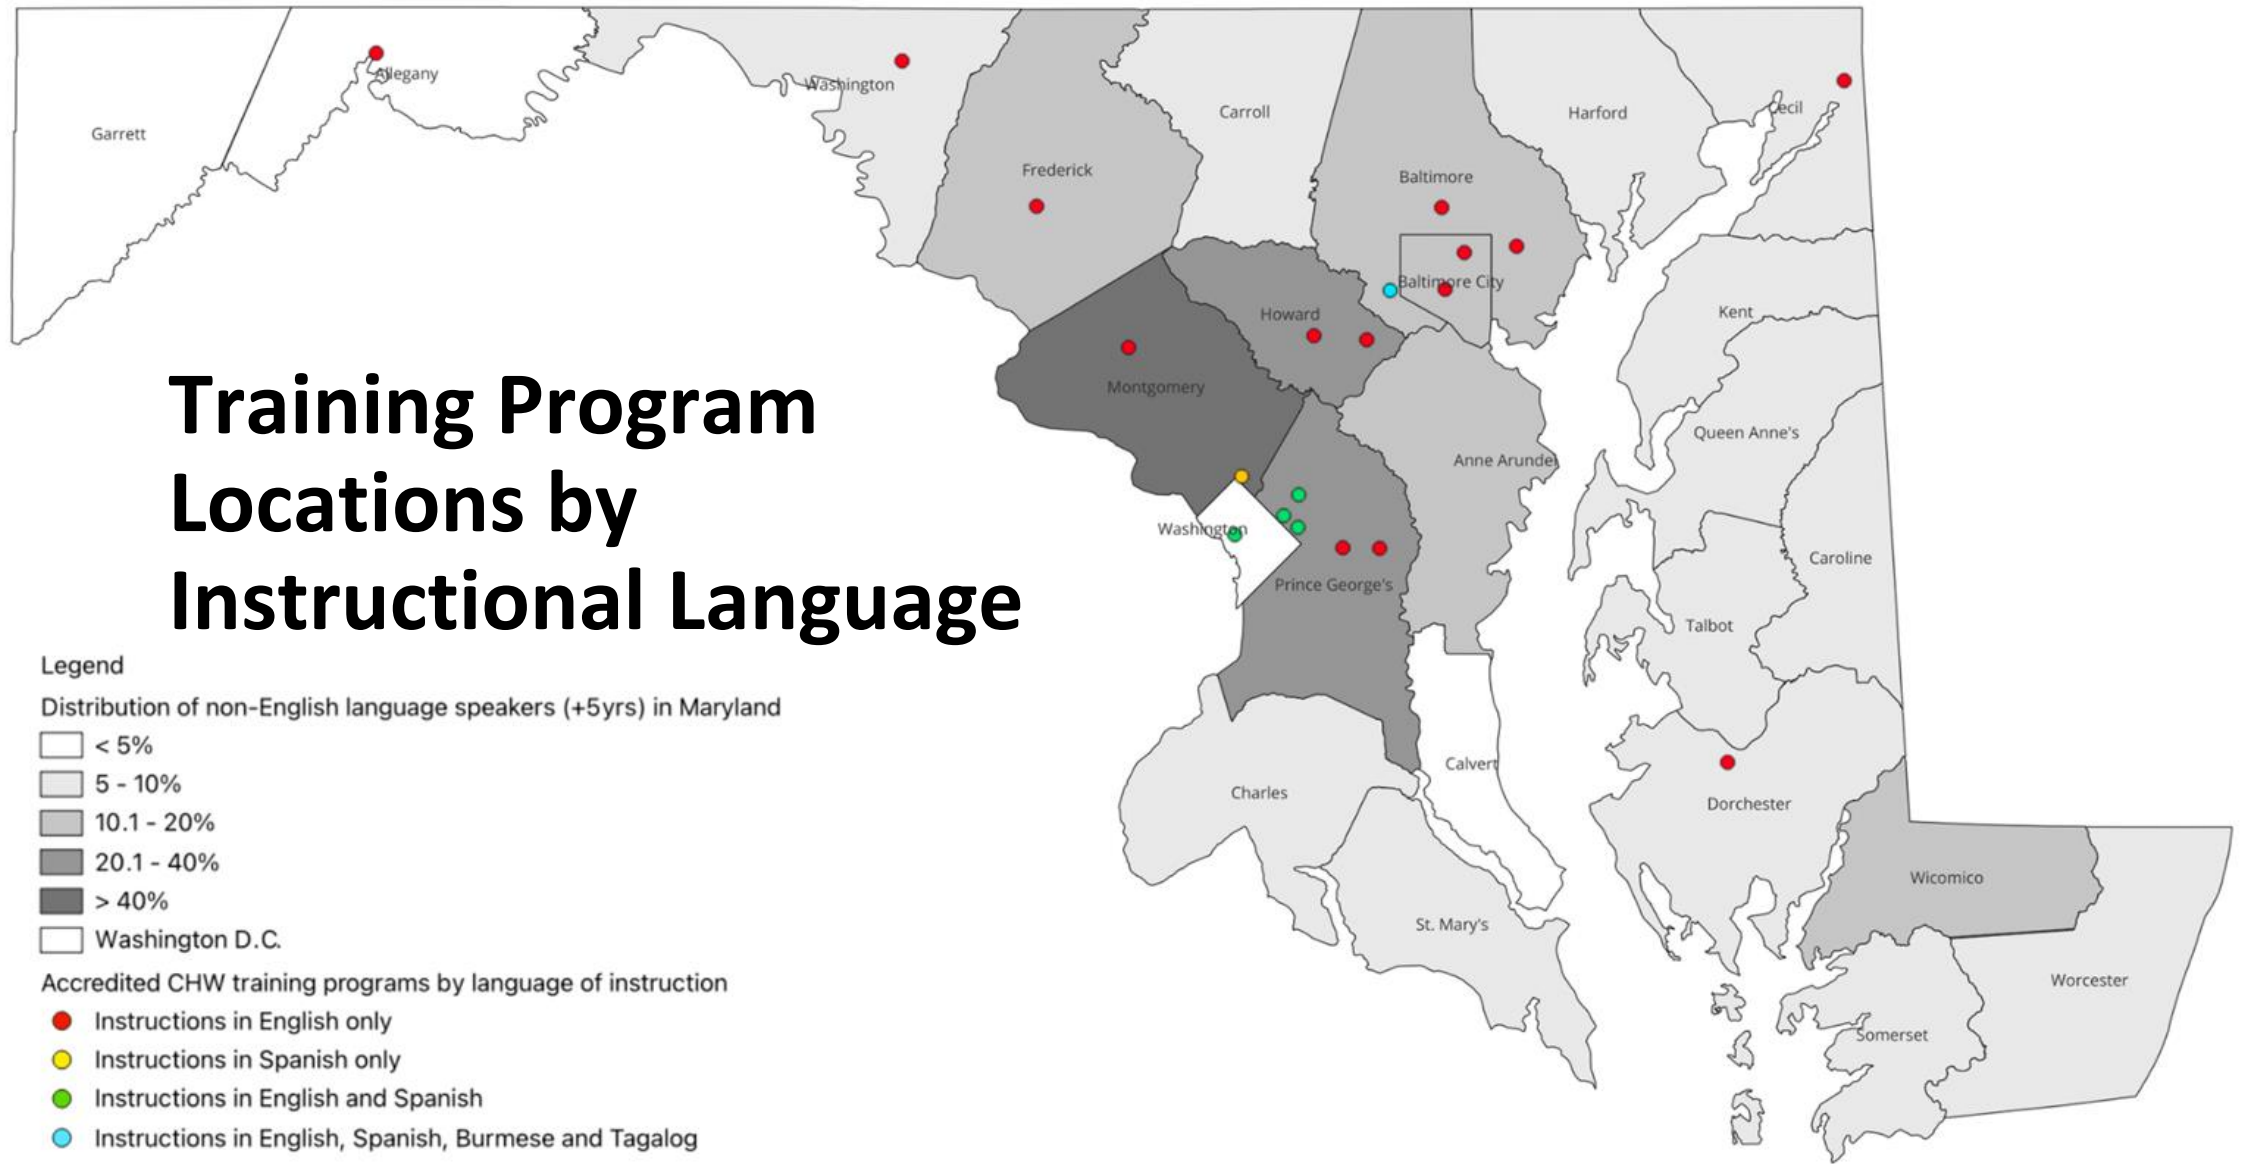 Garrett
Allegany
Washington
Frederick
Carroll
Baltimore
Harford
Cecil
Baltimore City
Howard
Montgomery
Kent
Queen Anne's
Anne Arundel
Washington
Prince George's
Caroline
Talbot
Calvert
Charles
Dorchester
St. Mary's
Wicomico
Worcester
Somerset
Training Program
Locations by
Instructional Language
Legend
Distribution of non-English language speakers (+5yrs) in Maryland
< 5%
5 - 10%
10.1 - 20%
20.1 - 40%
> 40%
Washington D.C.
Accredited CHW training programs by language of instruction
Instructions in English only
Instructions in Spanish only
Instructions in English and Spanish
Instructions in English, Spanish, Burmese and Tagalog